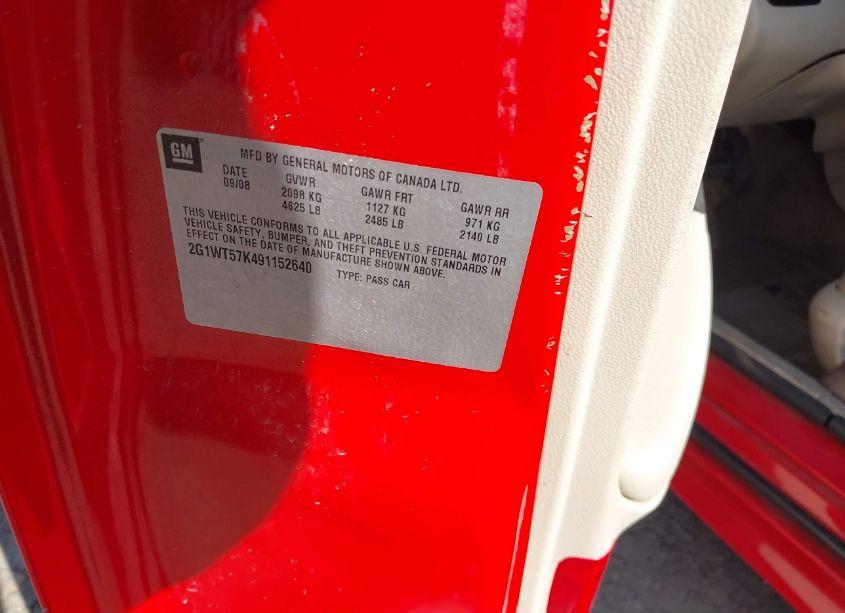 GM
MFD BY GENERAL MOTORS OF CANADA LTD.
DATE GVWR GAWR FRT GAWR RR
09/08 2098 KG 1127 KG 971 KG
4625 LB 2485 LB 2140 LB
THIS VEHICLE CONFORMS TO ALL APPLICABLE U.S. FEDERAL MOTOR
VEHICLE SAFETY, BUMPER, AND THEFT PREVENTION STANDARDS IN
EFFECT ON THE DATE OF MANUFACTURE SHOWN ABOVE.
2G1WT57K491152640 TYPE: PASS CAR